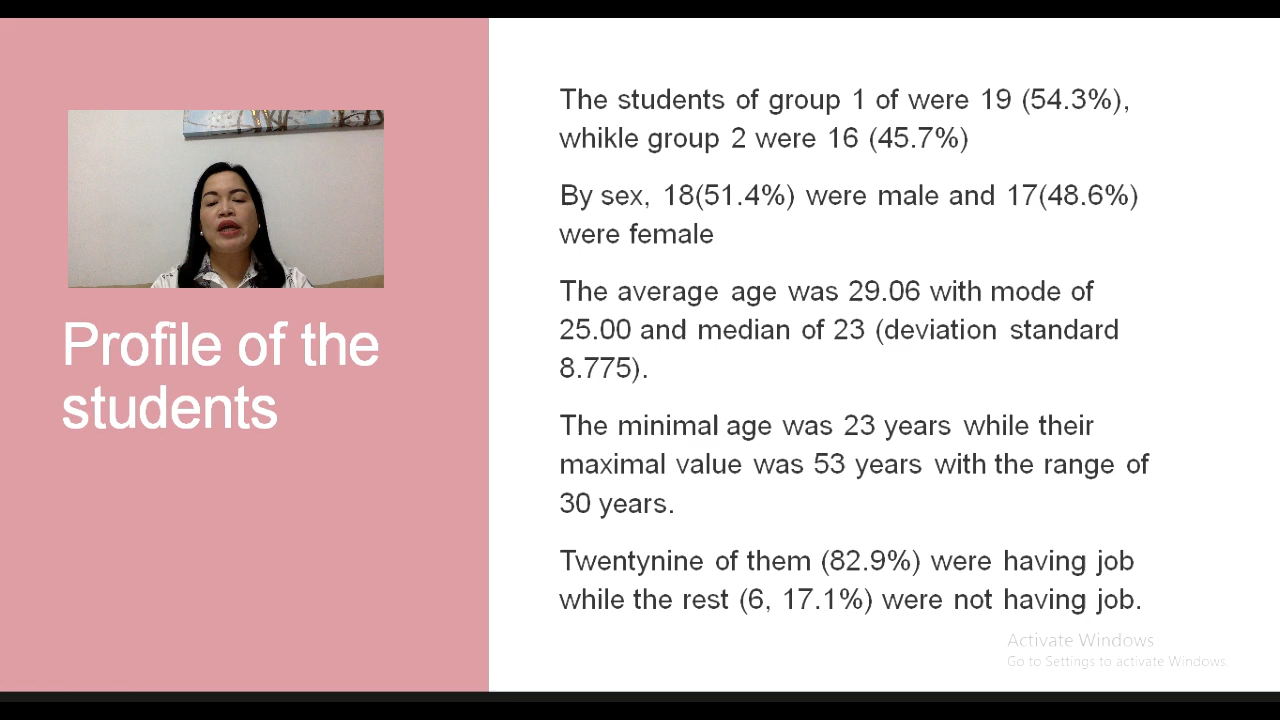 Profile of the
students
The students of group 1 of were 19 (54.3%),
whikle group 2 were 16 (45.7%)
By sex, 18(51.4%) were male and 17(48.6%)
were female
The average age was 29.06 with mode of
25.00 and median of 23 (deviation standard
8.775).
The minimal age was 23 years while their
maximal value was 53 years with the range of
30 years.
Twentynine of them (82.9%) were having job
while the rest (6, 17.1%) were not having job.
Activate Windows
Go to Settings to activate Windows.